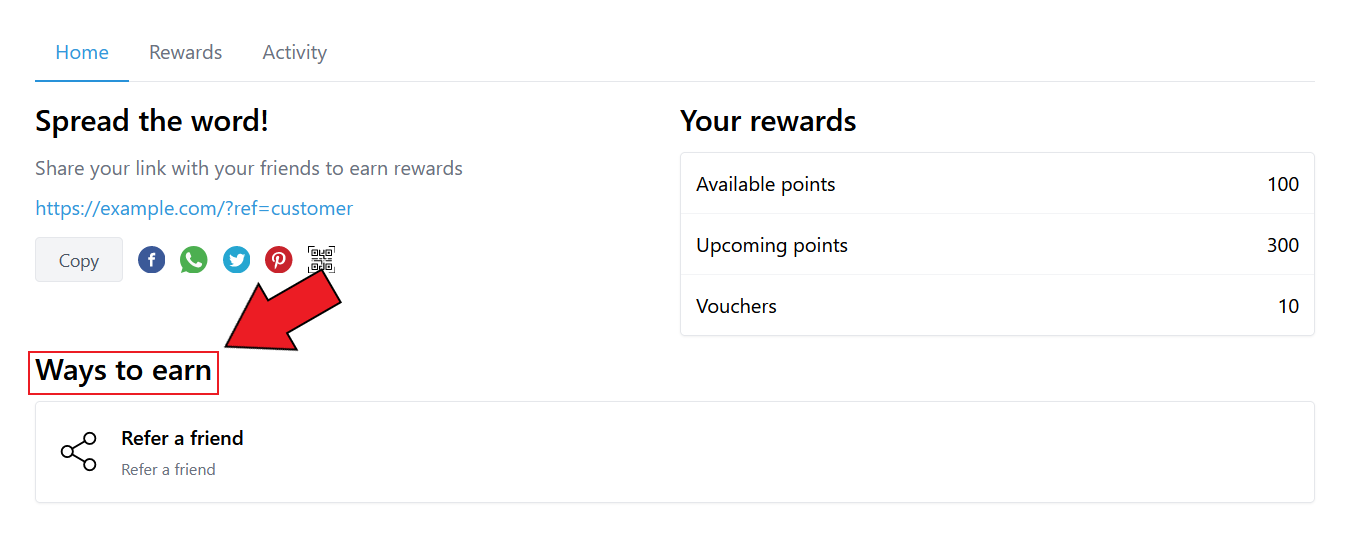 Home Rewards Activity
Spread the word!
Share your link with your friends to earn rewards
https://example.com/?ref=customer
Copy
Your rewards
Available points 100
Upcoming points 300
Vouchers 10
Ways to earn
Refer a friend
Refer a friend